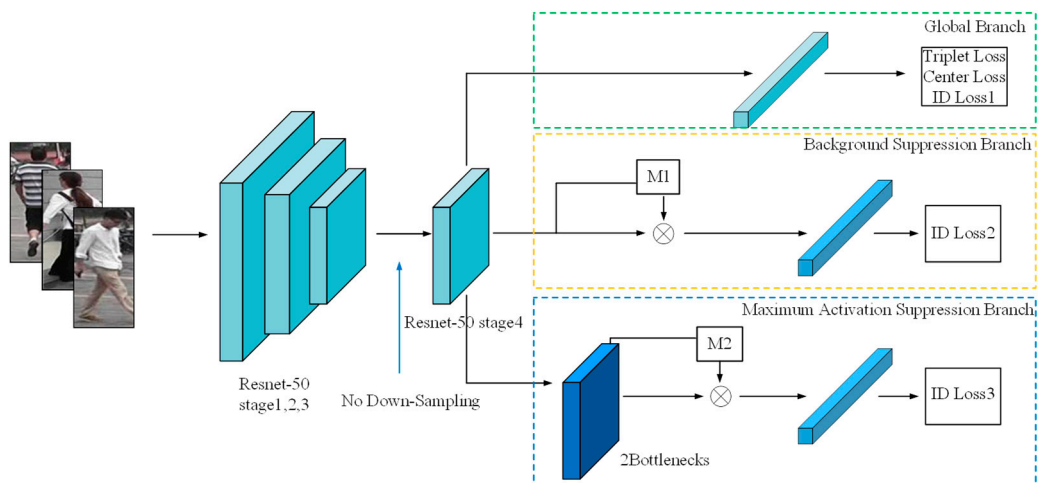 Global Branch
Triplet Loss
Center Loss
ID Loss1
Background Suppression Branch
M1
ID Loss2
Resnet-50 stage4
Maximum Activation Suppression Branch
M2
Resnet-50
stage1,2,3
No Down-Sampling
ID Loss3
2Bottlenecks